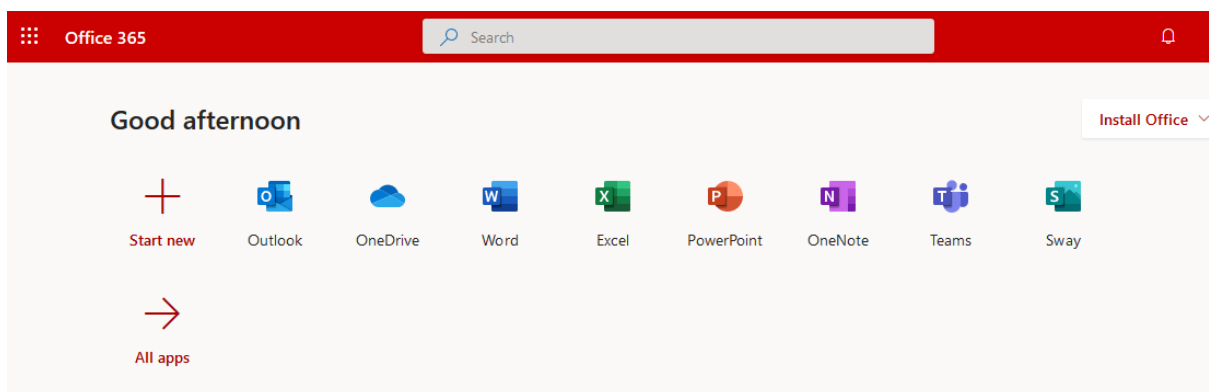 Office 365
Search
Good afternoon
Install Office
Start new
Outlook
OneDrive
Word
Excel
PowerPoint
OneNote
Teams
Sway
All apps